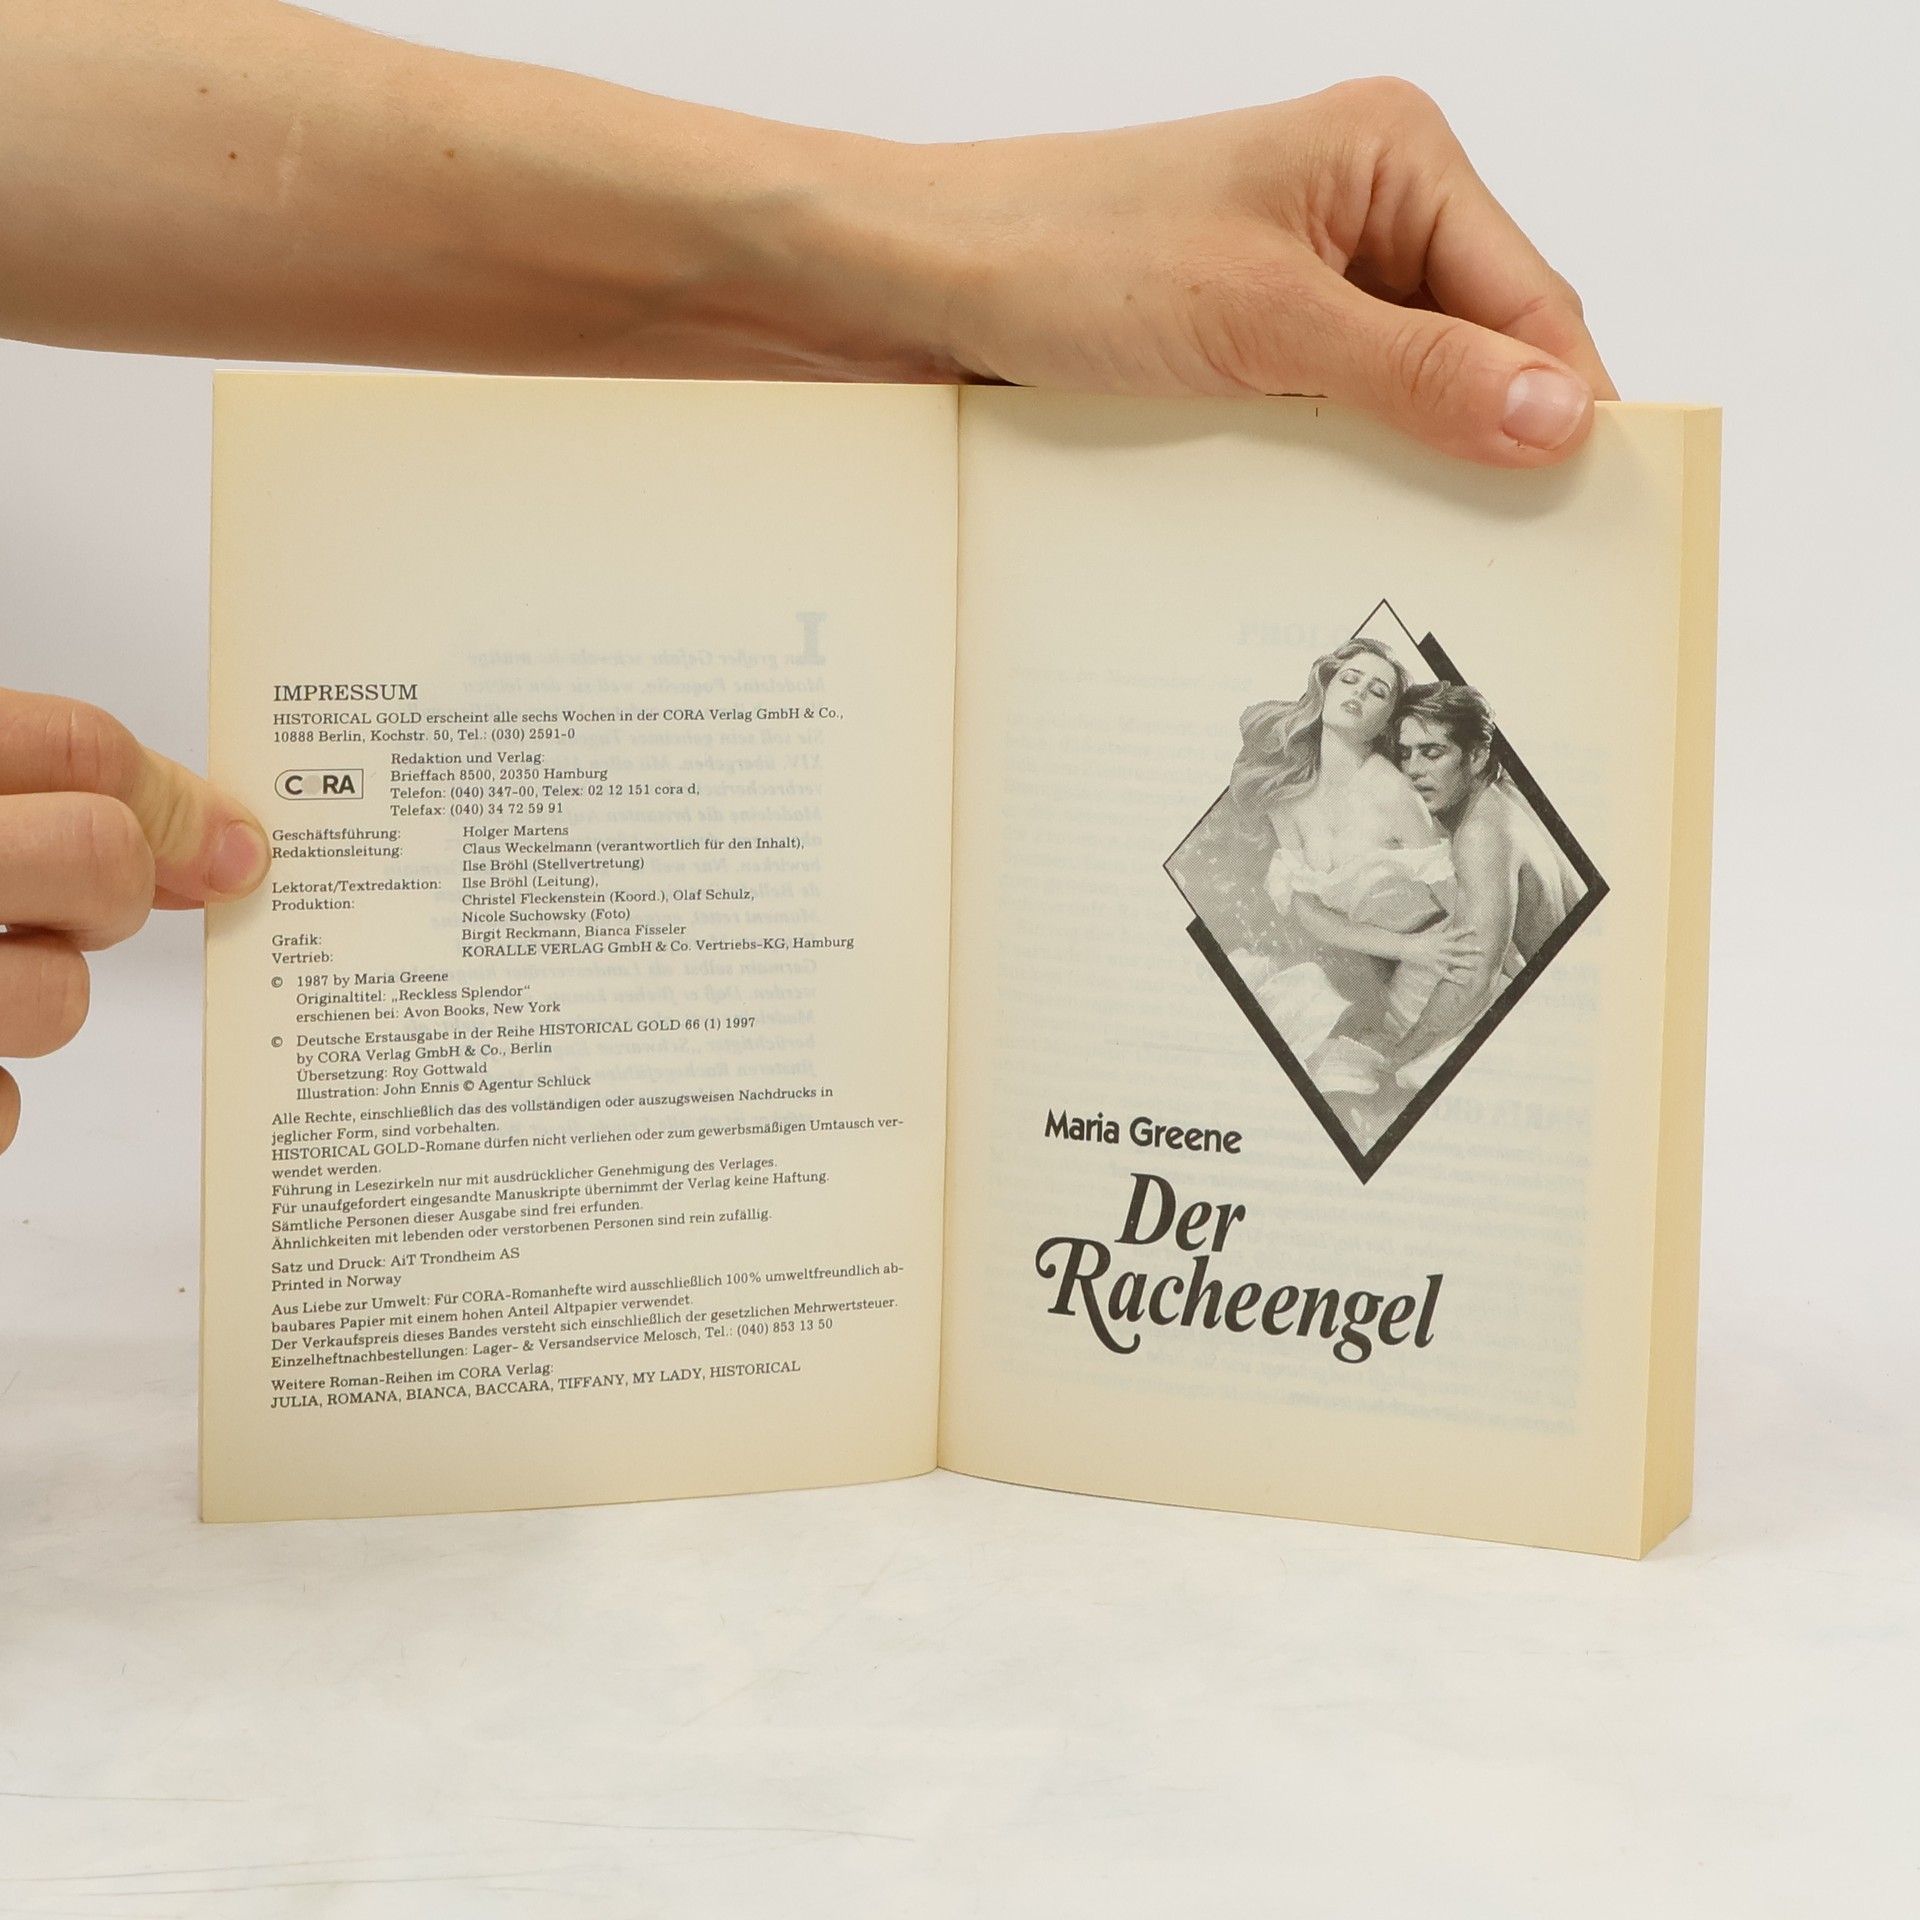 IMPRESSUM
HISTORICAL GOLD erscheint alle sechs Wochen in der CORA Verlag GmbH & Co.,
10888 Berlin, Kochstr. 50, Tel.: (030) 2591-0
CORA
Redaktion und Verlag:
Brieffach 8500, 20350 Hamburg
Telefon: (040) 347-00, Telex: 02 12 151 cora d,
Telefax: (040) 34 72 59 91
Geschäftsführung: Holger Martens
Redaktionsleitung: Claus Weckelmann (verantwortlich für den Inhalt),
Ilse Bröhl (Stellvertretung)
Lektorat/Textredaktion: Ilse Bröhl (Leitung),
Produktion: Christel Fleckenstein (Koord.), Olaf Schulz,
Nicole Suchowsky (Foto)
Grafik: Birgit Reckmann, Bianca Fisseler
Vertrieb: KORALLE VERLAG GmbH & Co. Vertriebs-KG, Hamburg
© 1987 by Maria Greene
Originaltitel: „Reckless Splendor“
erschienen bei: Avon Books, New York
© Deutsche Erstausgabe in der Reihe HISTORICAL GOLD 66 (1) 1997
by CORA Verlag GmbH & Co., Berlin
Übersetzung: Roy Gottwald
Illustration: John Ennis © Agentur Schlück
Alle Rechte, einschließlich das des vollständigen oder auszugsweisen Nachdrucks in
jeglicher Form, sind vorbehalten.
HISTORICAL GOLD-Romane dürfen nicht verliehen oder zum gewerbsmäßigen Umtausch ver-
wendet werden.
Führung in Lesezirkeln nur mit ausdrücklicher Genehmigung des Verlages.
Für unaufgefordert eingesandte Manuskripte übernimmt der Verlag keine Haftung.
Sämtliche Personen dieser Ausgabe sind frei erfunden.
Ähnlichkeiten mit lebenden oder verstorbenen Personen sind rein zufällig.
Satz und Druck: AiT Trondheim AS
Printed in Norway
Aus Liebe zur Umwelt: Für CORA-Romanhefte wird ausschließlich 100% umweltfreundlich ab-
baubares Papier mit einem hohen Anteil Altpapier verwendet.
Der Verkaufspreis dieses Bandes versteht sich einschließlich der gesetzlichen Mehrwertsteuer.
Einzelheftnachbestellungen: Lager- & Versandservice Melosch, Tel.: (040) 853 13 50
Weitere Roman-Reihen im CORA Verlag:
JULIA, ROMANA, BIANCA, BACCARA, TIFFANY, MY LADY, HISTORICAL
Maria Greene
Der
Racheengel